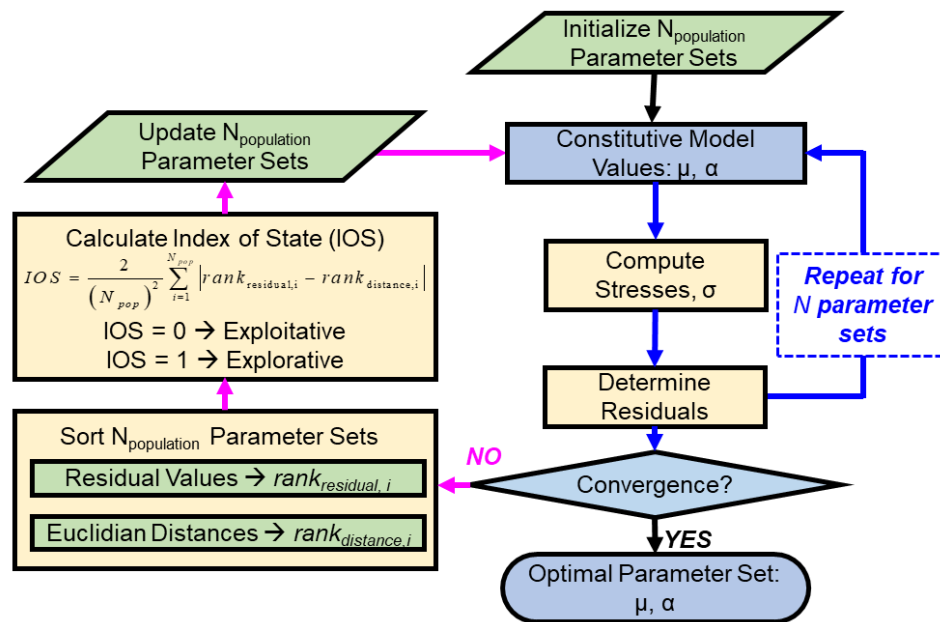 Initialize N_population
Parameter Sets
Constitutive Model
Values: μ, α
Compute
Stresses, σ
Determine
Residuals
Repeat for
N parameter
sets
Convergence?
YES
Optimal Parameter Set:
μ, α
NO
Sort N_population Parameter Sets
Residual Values → rank_residual, i
Euclidian Distances → rank_distance,i
Calculate Index of State (IOS)
IOS = 2 / (N_pop)^2 ∑_{i=1}^{N_pop} |rank_residual,i − rank_distance,i|
IOS = 0 → Exploitative
IOS = 1 → Explorative
Update N_population
Parameter Sets